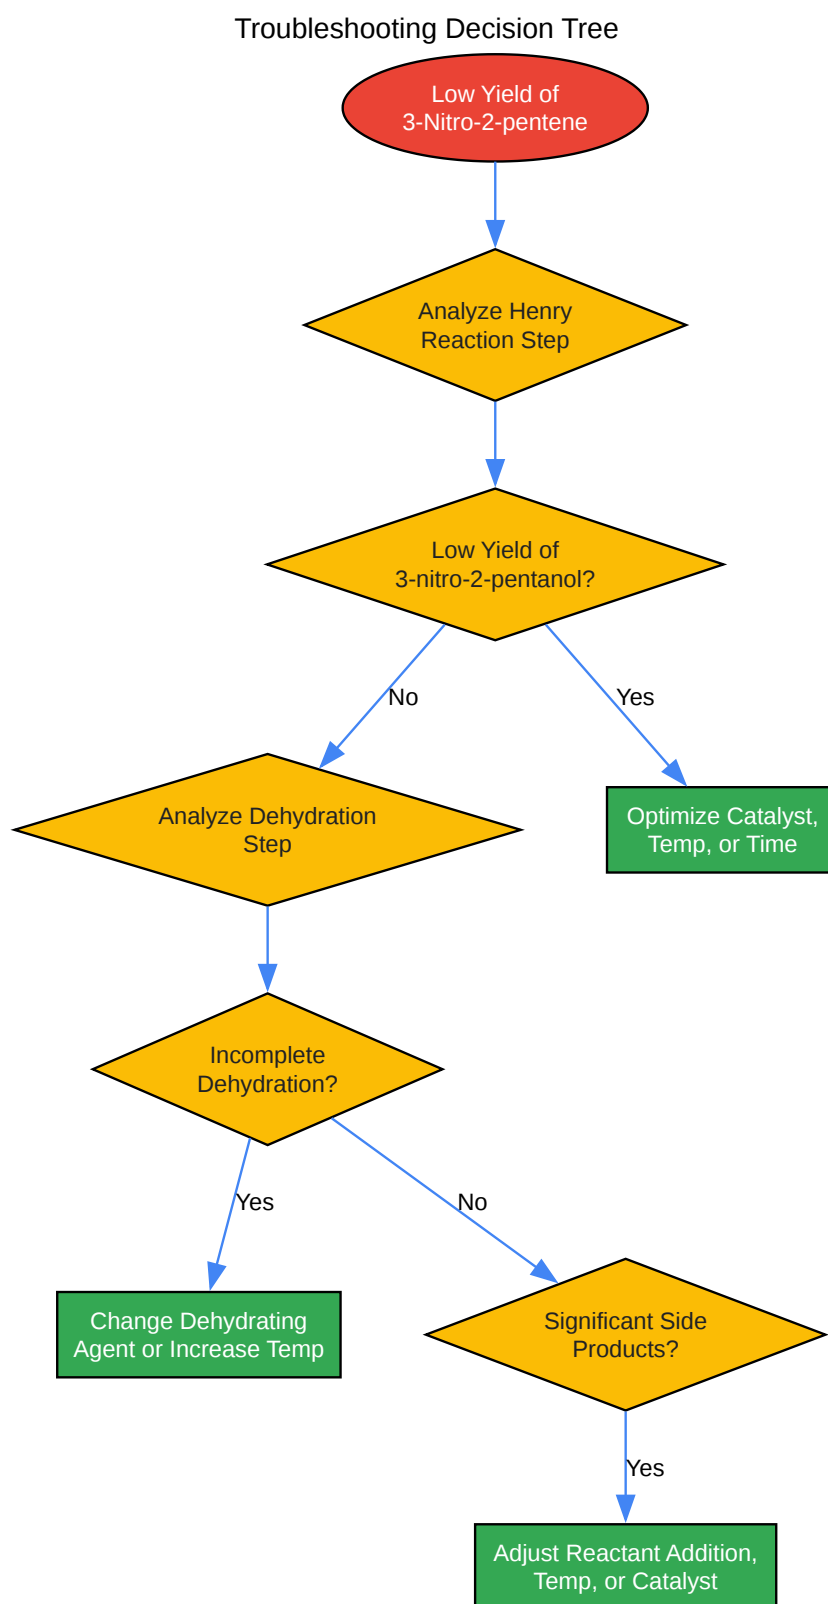 Troubleshooting Decision Tree
Low Yield of
3-Nitro-2-pentene
Analyze Henry
Reaction Step
Low Yield of
3-nitro-2-pentanol?
No
Yes
Analyze Dehydration
Step
Optimize Catalyst,
Temp, or Time
Incomplete
Dehydration?
Yes
No
Change Dehydrating
Agent or Increase Temp
Significant Side
Products?
Yes
Adjust Reactant Addition,
Temp, or Catalyst